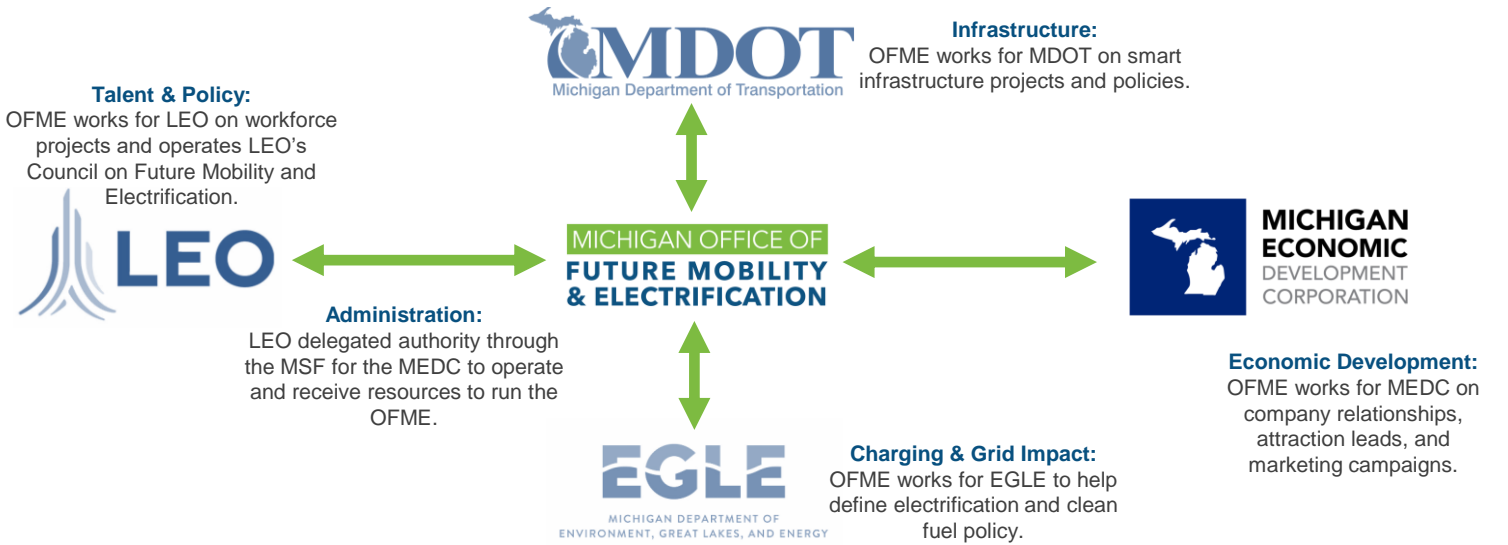 MDOT
Michigan Department of Transportation
Infrastructure:
OFME works for MDOT on smart
infrastructure projects and policies.
Talent & Policy:
OFME works for LEO on workforce
projects and operates LEO’s
Council on Future Mobility and
Electrification.
LEO
MICHIGAN OFFICE OF
FUTURE MOBILITY
& ELECTRIFICATION
MICHIGAN
ECONOMIC
DEVELOPMENT
CORPORATION
Administration:
LEO delegated authority through
the MSF for the MEDC to operate
and receive resources to run the
OFME.
Economic Development:
OFME works for MEDC on
company relationships,
attraction leads, and
marketing campaigns.
EGLE
MICHIGAN DEPARTMENT OF
ENVIRONMENT, GREAT LAKES, AND ENERGY
Charging & Grid Impact:
OFME works for EGLE to help
define electrification and clean
fuel policy.